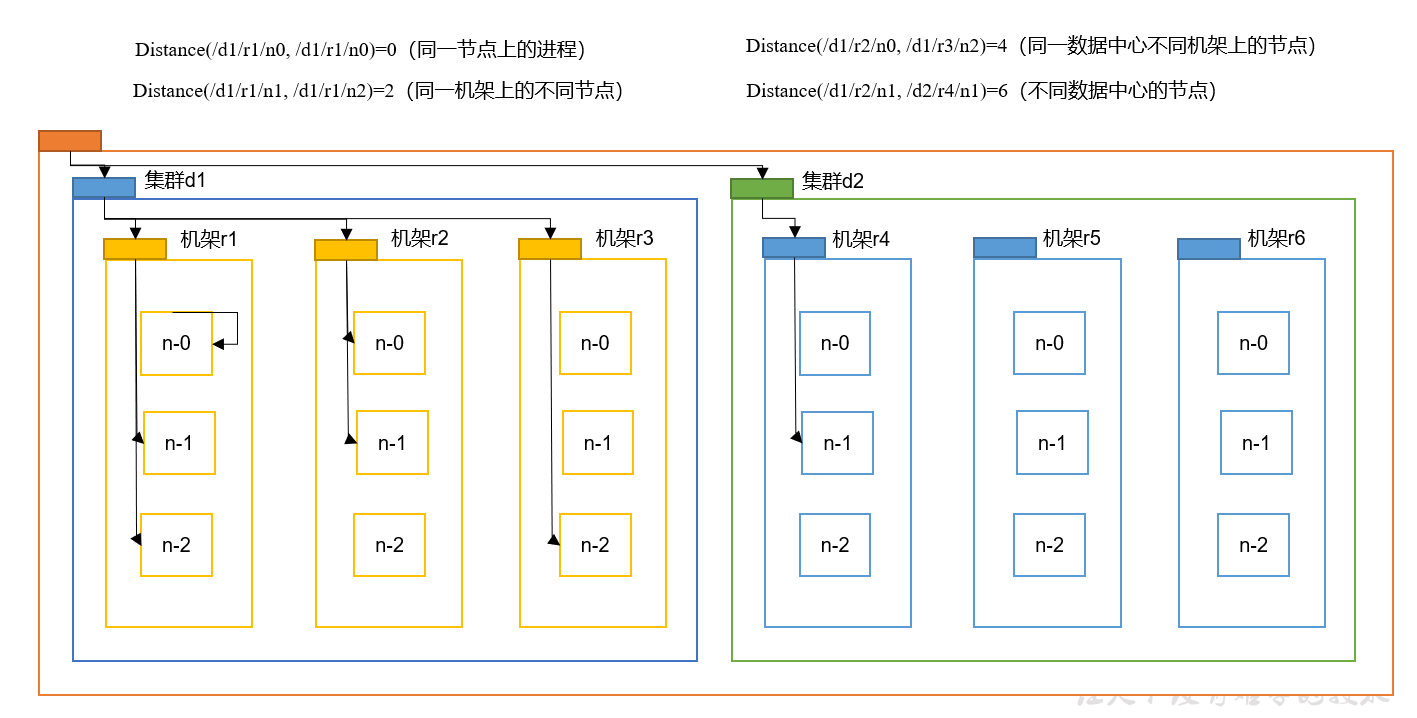 Distance(/d1/r1/n0, /d1/r1/n0)=0（同一节点上的进程）
Distance(/d1/r2/n0, /d1/r3/n2)=4（同一数据中心不同机架上的节点）
Distance(/d1/r1/n1, /d1/r1/n2)=2（同一机架上的不同节点）
Distance(/d1/r2/n1, /d2/r4/n1)=6（不同数据中心的节点）
集群d1
集群d2
机架r1
机架r2
机架r3
机架r4
机架r5
机架r6
n-0
n-0
n-0
n-0
n-0
n-0
n-1
n-1
n-1
n-1
n-1
n-1
n-2
n-2
n-2
n-2
n-2
n-2